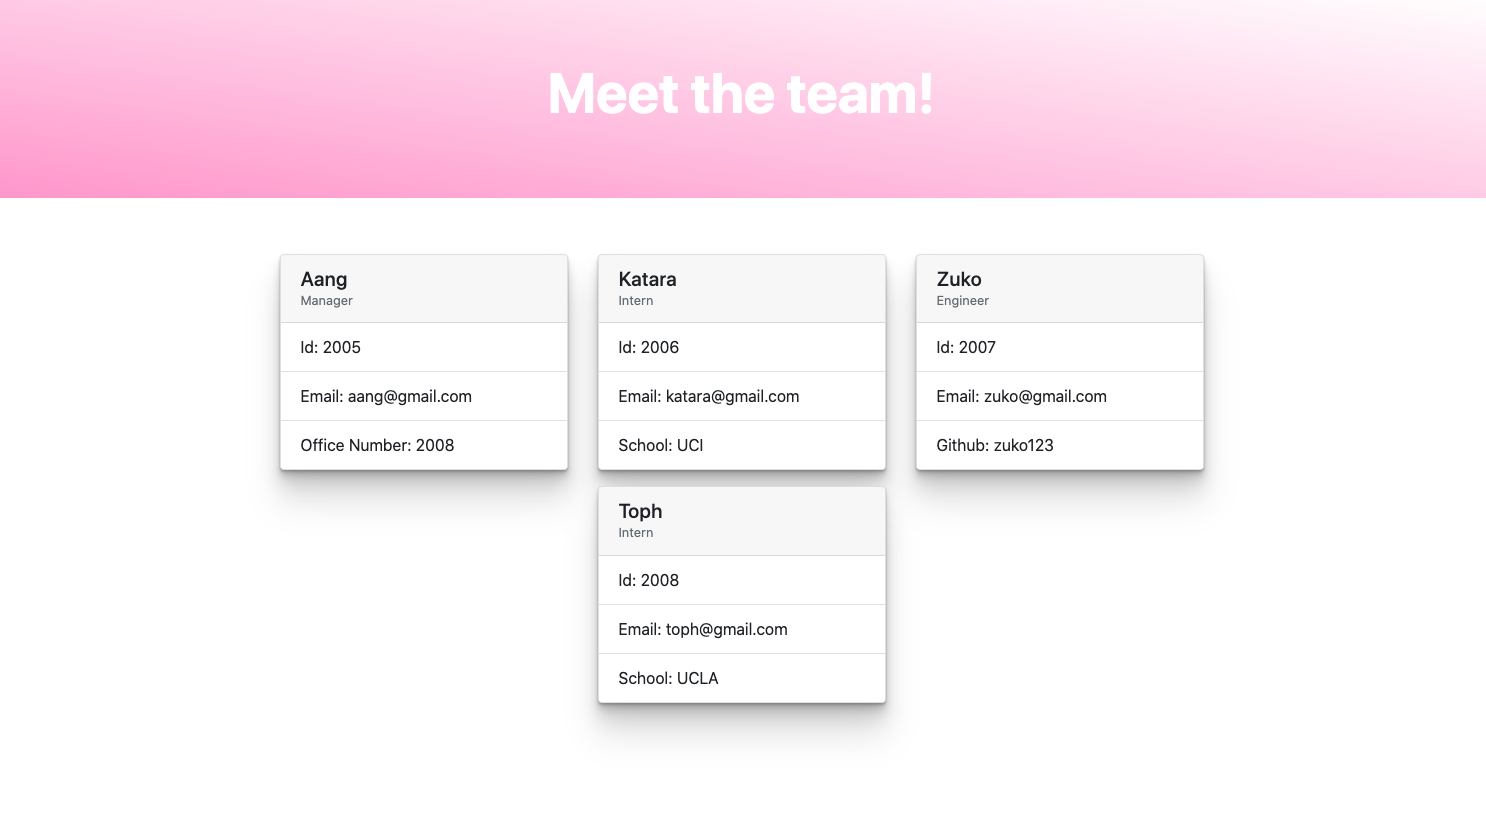 Meet the team!
Aang
Manager
Id: 2005
Email: aang@gmail.com
Office Number: 2008
Katara
Intern
Id: 2006
Email: katara@gmail.com
School: UCI
Zuko
Engineer
Id: 2007
Email: zuko@gmail.com
Github: zuko123
Toph
Intern
Id: 2008
Email: toph@gmail.com
School: UCLA